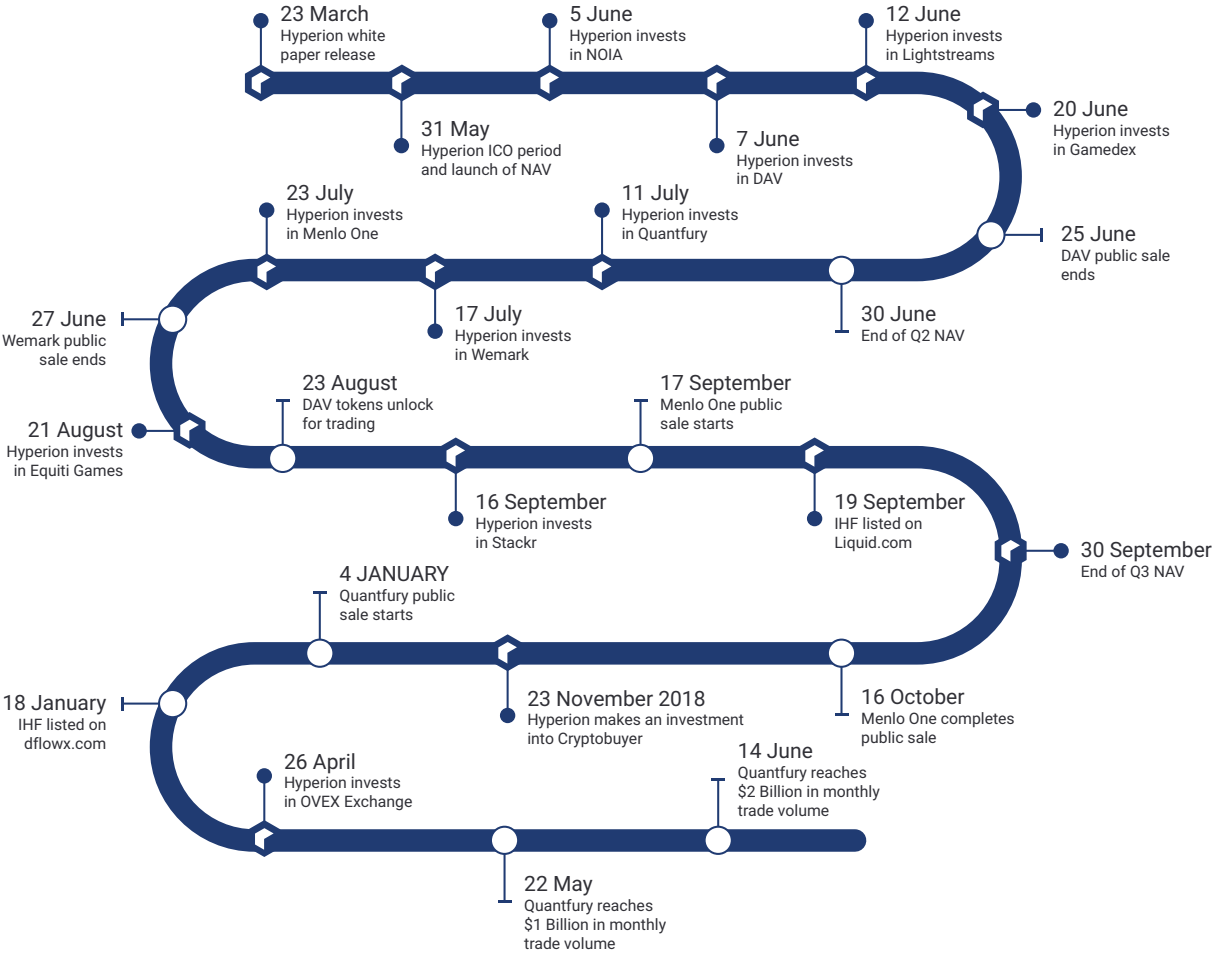 23 March
Hyperion white
paper release
31 May
Hyperion ICO period
and launch of NAV
5 June
Hyperion invests
in NOIA
7 June
Hyperion invests
in DAV
12 June
Hyperion invests
in Lightstreams
20 June
Hyperion invests
in Gamedex
25 June
DAV public sale
ends
30 June
End of Q2 NAV
11 July
Hyperion invests
in Quantfury
17 July
Hyperion invests
in Wemark
23 July
Hyperion invests
in Menlo One
27 June
Wemark public
sale ends
21 August
Hyperion invests
in Equiti Games
23 August
DAV tokens unlock
for trading
16 September
Hyperion invests
in Stackr
17 September
Menlo One public
sale starts
19 September
IHF listed on
Liquid.com
30 September
End of Q3 NAV
16 October
Menlo One completes
public sale
23 November 2018
Hyperion makes an investment
into Cryptobuyer
4 JANUARY
Quantfury public
sale starts
18 January
IHF listed on
dflowx.com
26 April
Hyperion invests
in OVEX Exchange
22 May
Quantfury reaches
$1 Billion in monthly
trade volume
14 June
Quantfury reaches
$2 Billion in monthly
trade volume